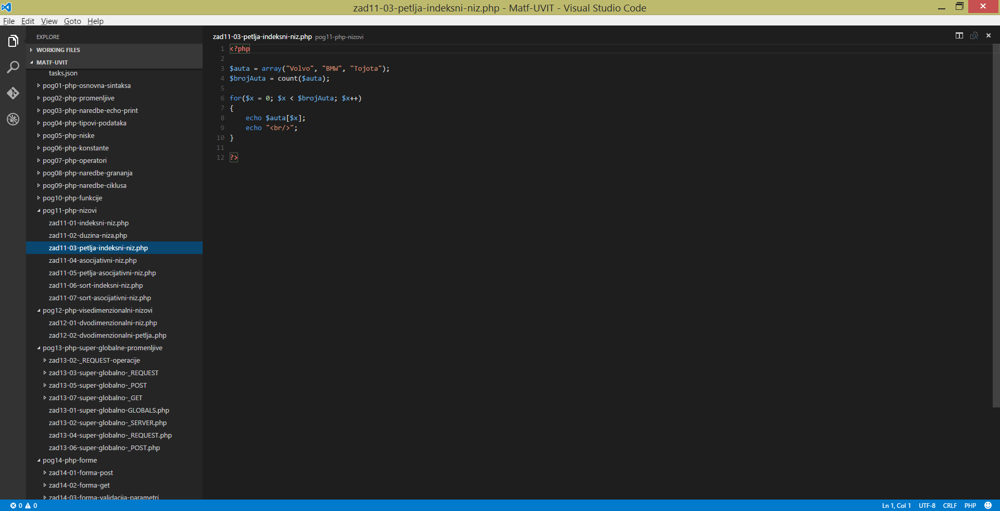 zad11-03-petlja-indeksni-niz.php - Matf-UVIT - Visual Studio Code
File Edit View Goto Help
EXPLORE
WORKING FILES
MATF-UVIT
tasks.json
pog01-php-osnovna-sintaksa
pog02-php-promenljive
pog03-php-naredbe-echo-print
pog04-php-tipovi-podataka
pog05-php-niske
pog06-php-konstante
pog07-php-operatori
pog08-php-naredbe-grananja
pog09-php-naredbe-ciklusa
pog10-php-funkcije
pog11-php-nizovi
zad11-01-indeksni-niz.php
zad11-02-duzina-niza.php
zad11-03-petlja-indeksni-niz.php
zad11-04-asocijativni-niz.php
zad11-05-petlja-asocijativni-niz.php
zad11-06-sort-indeksni-niz.php
zad11-07-sort-asocijativni-niz.php
pog12-php-visedimenzionalni-nizovi
zad12-01-dvodimenzionalni-niz.php
zad12-02-dvodimenzionalni-petlja..php
pog13-php-super-globalne-promenljive
zad13-02-_REQUEST-operacije
zad13-03-super-globalno-_REQUEST
zad13-05-super-globalno-_POST
zad13-07-super-globalno-_GET
zad13-01-super-globalno-GLOBALS.php
zad13-02-super-globalno-_SERVER.php
zad13-04-super-globalno-_REQUEST.php
zad13-06-super-globalno-_POST.php
pog14-php-forme
zad14-01-forma-post
zad14-02-forma-get
zad14-03-forma-validacija-parametri
zad11-03-petlja-indeksni-niz.php pog11-php-nizovi
1 <?php
2
3 $auta = array("Volvo", "BMW", "Tojota");
4 $brojAuta = count($auta);
5
6 for($x = 0; $x < $brojAuta; $x++)
7 {
8     echo $auta[$x];
9     echo "<br/>";
10 }
11
12 ?>
0 0
Ln 1, Col 1 UTF-8 CRLF PHP